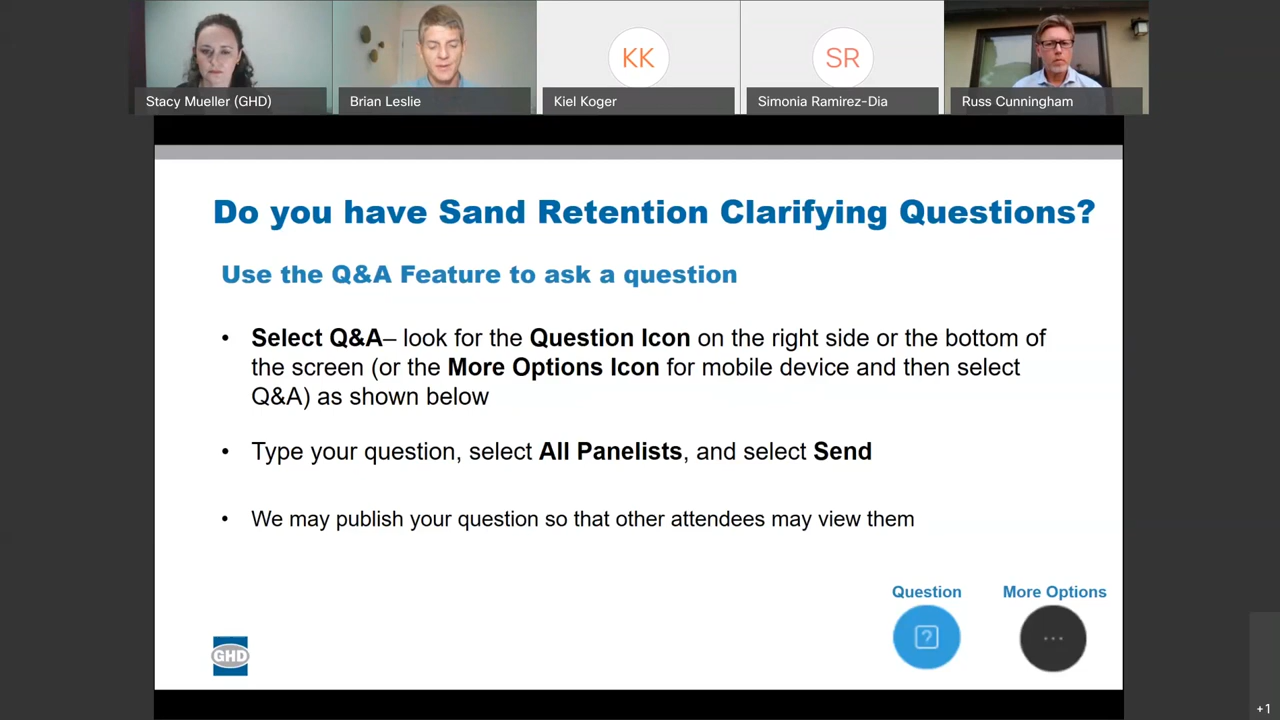 KK
SR
Stacy Mueller (GHD)
Brian Leslie
Kiel Koger
Simonia Ramirez-Dia
Russ Cunningham
Do you have Sand Retention Clarifying Questions?
Use the Q&A Feature to ask a question
• Select Q&A– look for the Question Icon on the right side or the bottom of
the screen (or the More Options Icon for mobile device and then select
Q&A) as shown below
• Type your question, select All Panelists, and select Send
• We may publish your question so that other attendees may view them
Question
More Options
?
...
GHD
+1